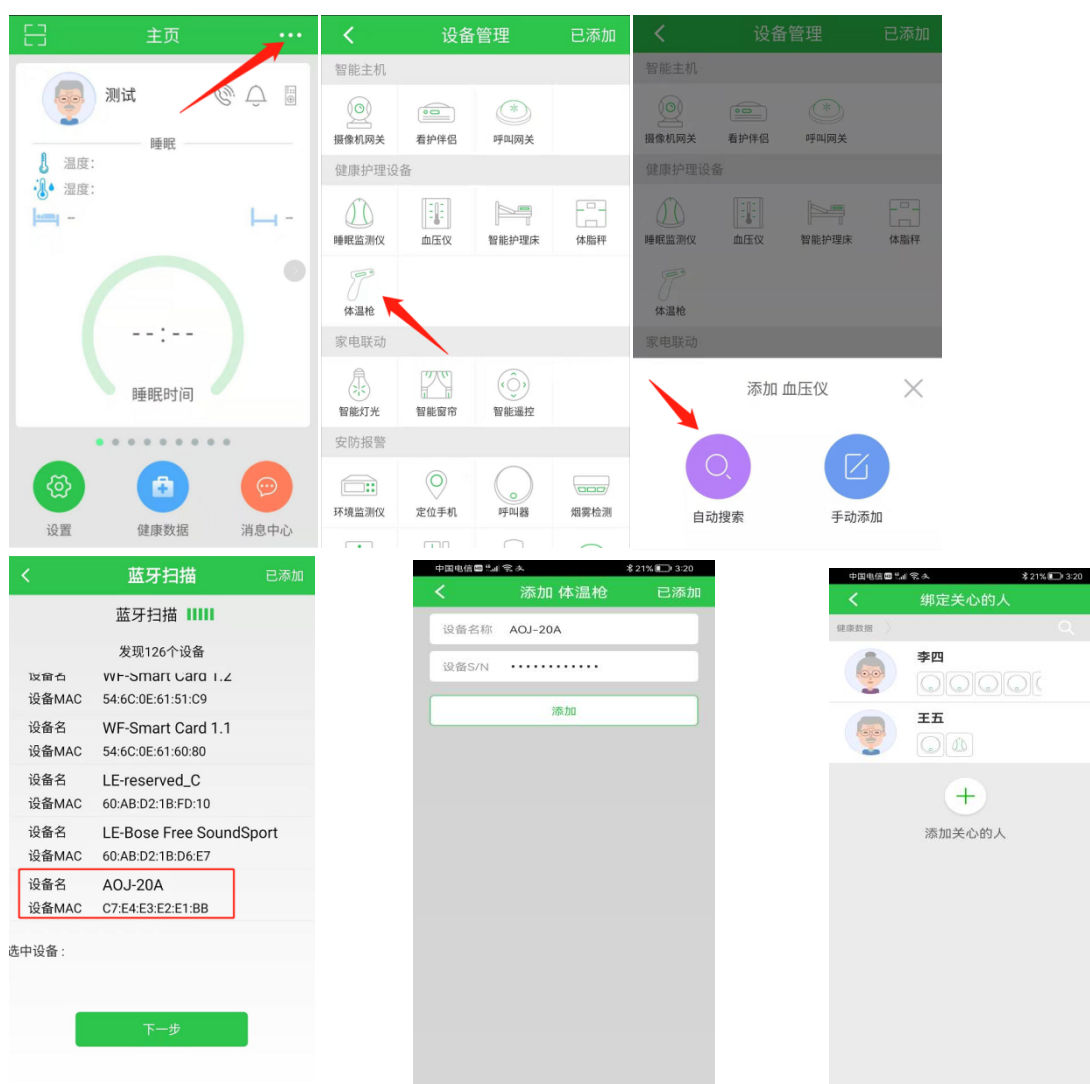 主页
测试
睡眠
温度：
湿度：
-
-
--:--
睡眠时间
设置
健康数据
消息中心
设备管理
已添加
智能主机
摄像机网关
看护伴侣
呼叫网关
健康护理设备
睡眠监测仪
血压仪
智能护理床
体脂秤
体温枪
家电联动
智能灯光
智能窗帘
智能遥控
安防报警
环境监测仪
定位手机
呼叫器
烟雾检测
设备管理
已添加
智能主机
摄像机网关
看护伴侣
呼叫网关
健康护理设备
睡眠监测仪
血压仪
智能护理床
体脂秤
体温枪
家电联动
添加 血压仪
自动搜索
手动添加
蓝牙扫描
已添加
蓝牙扫描
发现126个设备
设备名 WF-Smart Card 1.2
设备MAC 54:6C:0E:61:51:C9
设备名 WF-Smart Card 1.1
设备MAC 54:6C:0E:61:60:80
设备名 LE-reserved_C
设备MAC 60:AB:D2:1B:FD:10
设备名 LE-Bose Free SoundSport
设备MAC 60:AB:D2:1B:D6:E7
设备名 AOJ-20A
设备MAC C7:E4:E3:E2:E1:BB
选中设备：
下一步
中国电信 21% 3:20
添加 体温枪
已添加
设备名称 AOJ-20A
设备S/N ············
添加
中国电信 21% 3:20
绑定关心的人
健康数据
李四
王五
添加关心的人